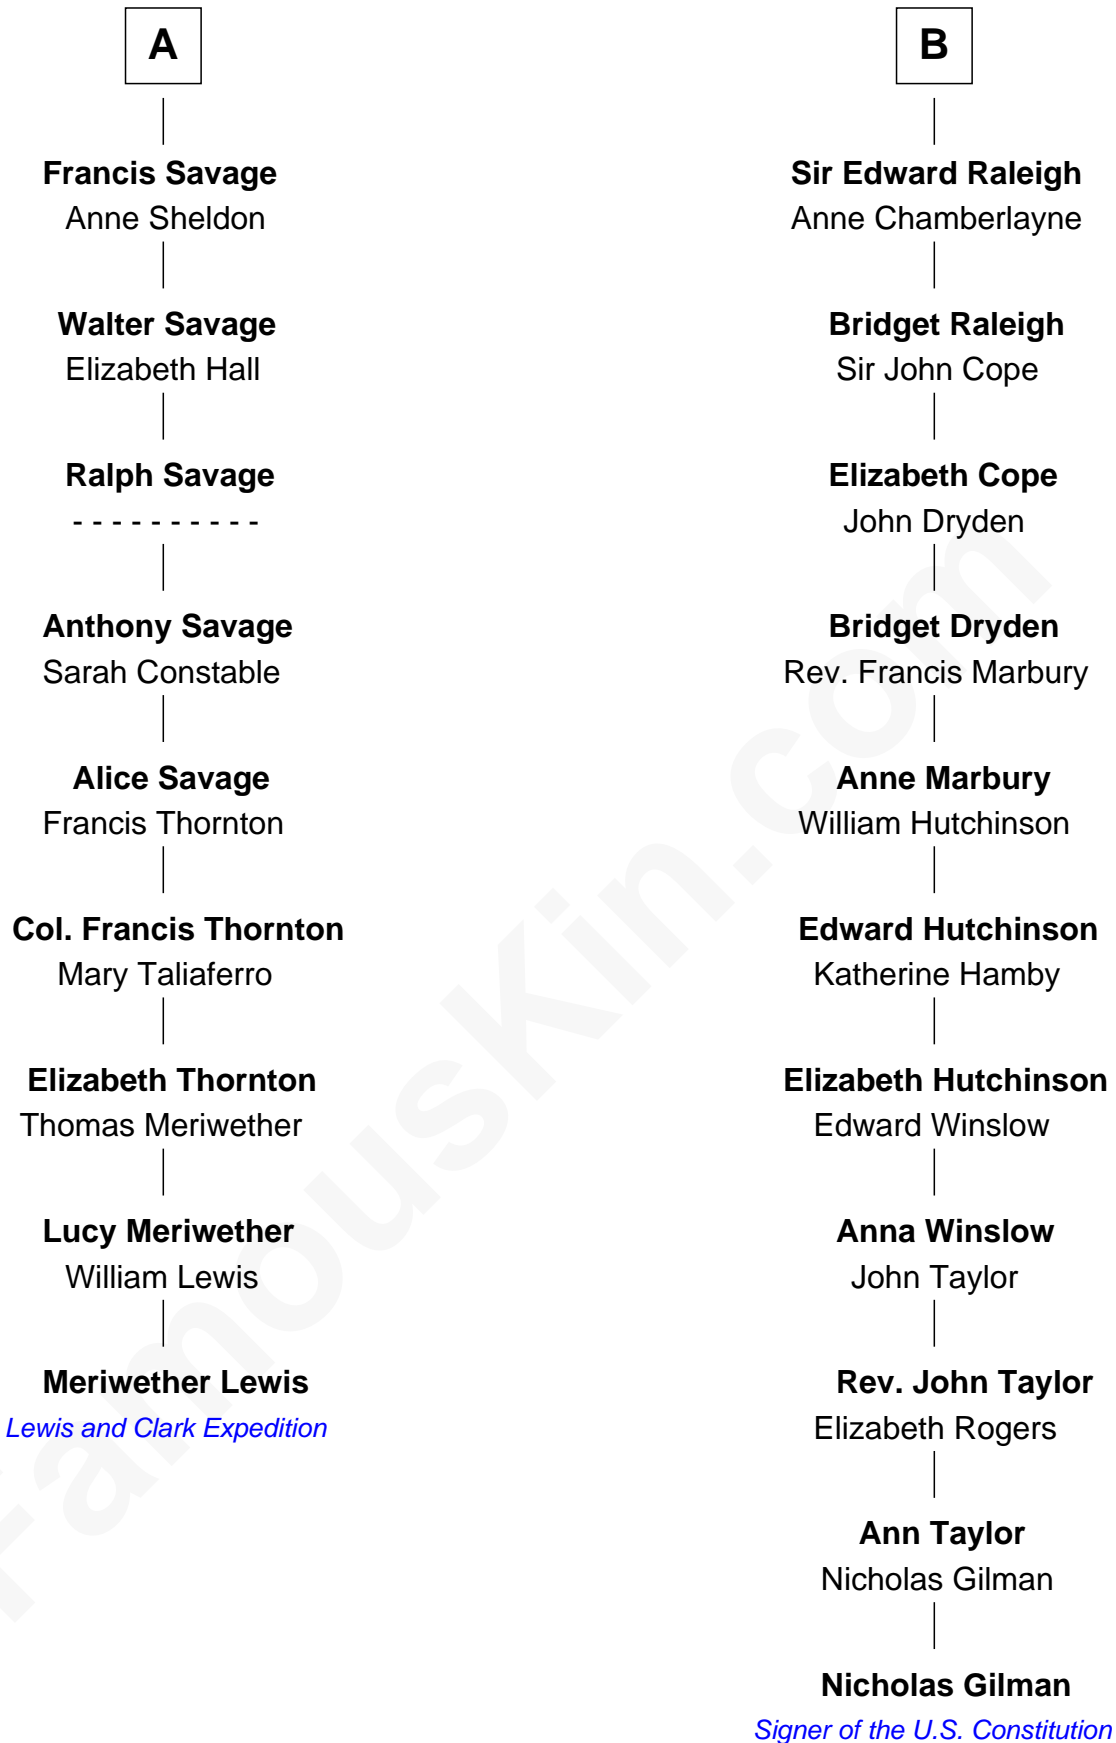 A
Francis Savage
Anne Sheldon
Walter Savage
Elizabeth Hall
Ralph Savage
- - - - - - - - - -
Anthony Savage
Sarah Constable
Alice Savage
Francis Thornton
Col. Francis Thornton
Mary Taliaferro
Elizabeth Thornton
Thomas Meriwether
Lucy Meriwether
William Lewis
Meriwether Lewis
Lewis and Clark Expedition
B
Sir Edward Raleigh
Anne Chamberlayne
Bridget Raleigh
Sir John Cope
Elizabeth Cope
John Dryden
Bridget Dryden
Rev. Francis Marbury
Anne Marbury
William Hutchinson
Edward Hutchinson
Katherine Hamby
Elizabeth Hutchinson
Edward Winslow
Anna Winslow
John Taylor
Rev. John Taylor
Elizabeth Rogers
Ann Taylor
Nicholas Gilman
Nicholas Gilman
Signer of the U.S. Constitution
FamousKin.com